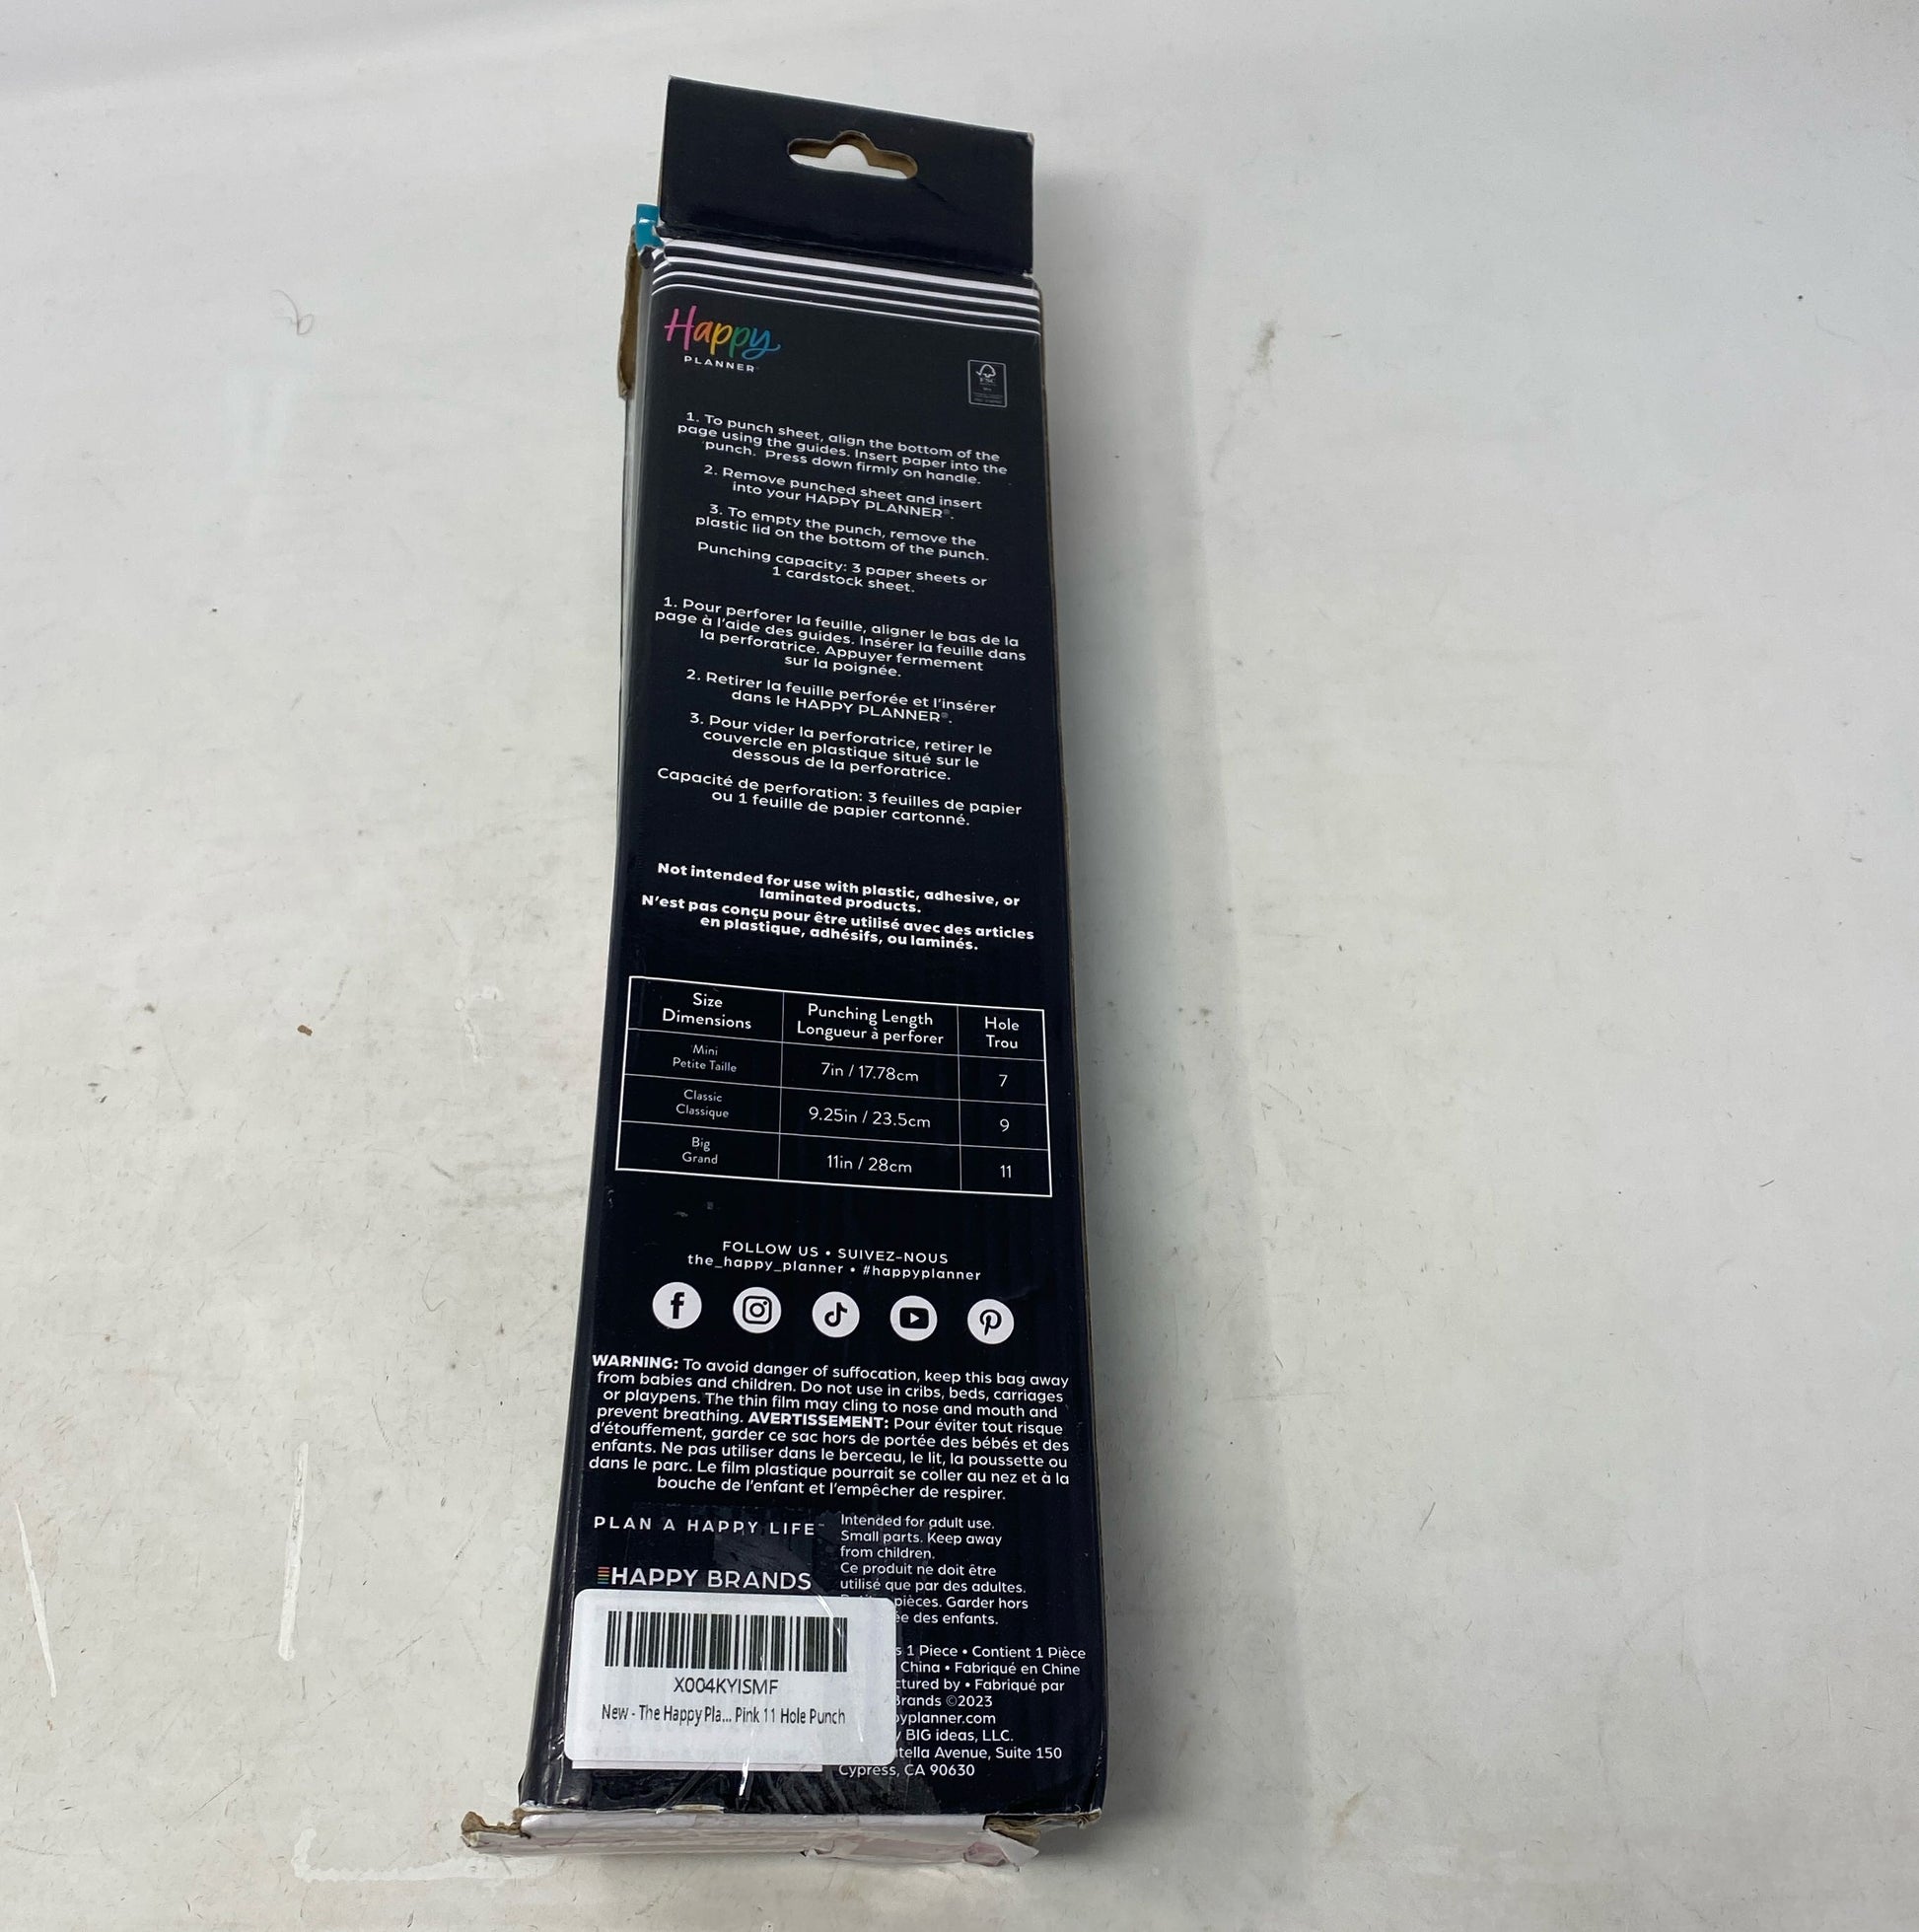 Happy
PLANNER
FSC
1. To punch sheet, align the bottom of the
page using the guides. Insert paper into the
punch. Press down firmly on handle.
2. Remove punched sheet and insert
into your HAPPY PLANNER®.
3. To empty the punch, remove the
plastic lid on the bottom of the punch.
Punching capacity: 3 paper sheets or
1 cardstock sheet.
1. Pour perforer la feuille, aligner le bas de la
page à l'aide des guides. Insérer la feuille dans
la perforatrice. Appuyer fermement
sur la poignée.
2. Retirer la feuille perforée et l'insérer
dans le HAPPY PLANNER®.
3. Pour vider la perforatrice, retirer le
couvercle en plastique situé sur le
dessous de la perforatrice.
Capacité de perforation: 3 feuilles de papier
ou 1 feuille de papier cartonné.
Not intended for use with plastic, adhesive, or
laminated products.
N'est pas conçu pour être utilisé avec des articles
en plastique, adhésifs, ou laminés.
Size Punching Length Hole
Dimensions Longueur à perforer Trou
Mini
Petite Taille 7in / 17.78cm 7
Classic
Classique 9.25in / 23.5cm 9
Big
Grand 11in / 28cm 11
FOLLOW US • SUIVEZ-NOUS
the_happy_planner • #happyplanner
WARNING: To avoid danger of suffocation, keep this bag away
from babies and children. Do not use in cribs, beds, carriages
or playpens. The thin film may cling to nose and mouth and
prevent breathing. AVERTISSEMENT: Pour éviter tout risque
d'étouffement, garder ce sac hors de portée des bébés et des
enfants. Ne pas utiliser dans le berceau, le lit, la poussette ou
dans le parc. Le film plastique pourrait se coller au nez et à la
bouche de l'enfant et l'empêcher de respirer.
PLAN A HAPPY LIFE™
HAPPY BRANDS
Intended for adult use.
Small parts. Keep away
from children.
Ce produit ne doit être
utilisé que par des adultes.
pièces. Garder hors
des enfants.
1 Piece • Contient 1 Pièce
China • Fabriqué en Chine
by • Fabriqué par
Brands ©2023
BIG ideas, LLC.
Avenue, Suite 150
Cypress, CA 90630
X004KYISMF
New - The Happy Pla... Pink 11 Hole Punch